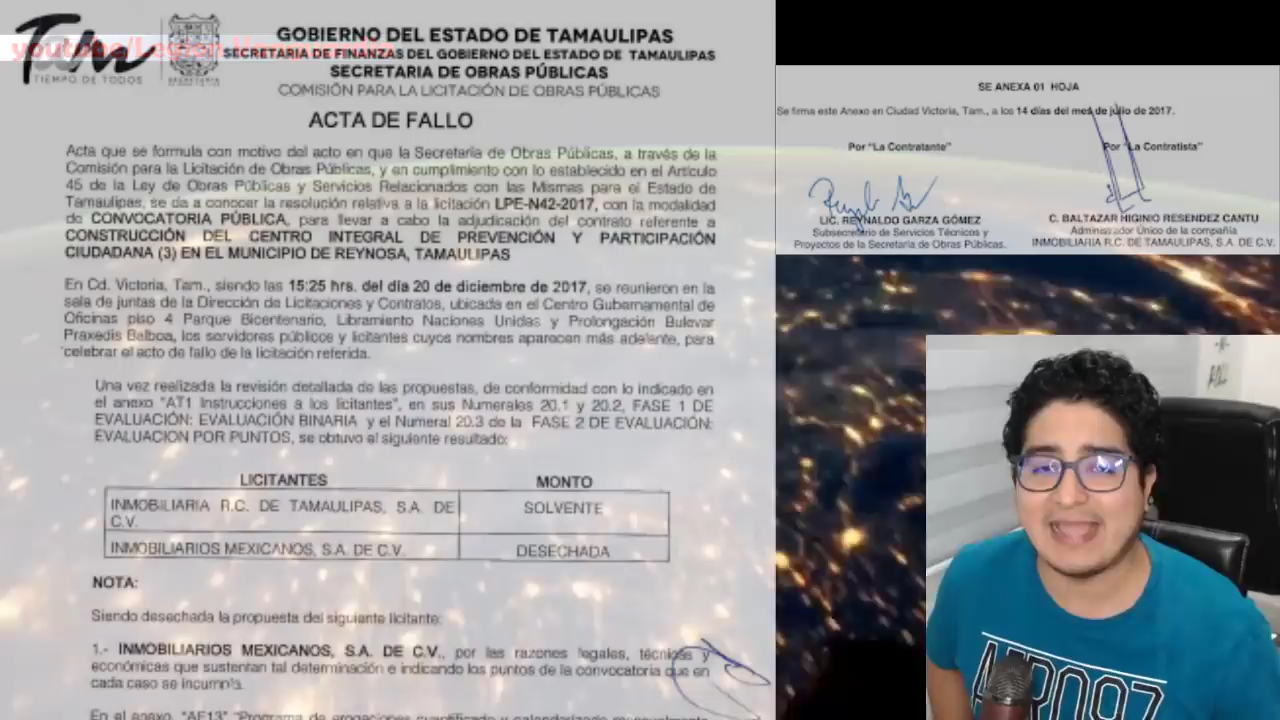 Tam
TIEMPO DE TODOS
youtube/Legion
GOBIERNO DEL ESTADO DE TAMAULIPAS
SECRETARIA DE FINANZAS DEL GOBIERNO DEL ESTADO DE TAMAULIPAS
SECRETARIA DE OBRAS PÚBLICAS
COMISIÓN PARA LA LICITACIÓN DE OBRAS PÚBLICAS
ACTA DE FALLO
Acta que se formula con motivo del acto en que la Secretaría de Obras Públicas, a través de la
Comisión para la Licitación de Obras Públicas, y en cumplimiento con lo establecido en el Artículo
45 de la Ley de Obras Públicas y Servicios Relacionados con las Mismas para el Estado de
Tamaulipas, se da a conocer la resolución relativa a la licitación LPE-N42-2017, con la modalidad
de CONVOCATORIA PÚBLICA, para llevar a cabo la adjudicación del contrato referente a
CONSTRUCCIÓN DEL CENTRO INTEGRAL DE PREVENCIÓN Y PARTICIPACIÓN
CIUDADANA (3) EN EL MUNICIPIO DE REYNOSA, TAMAULIPAS
En Cd. Victoria, Tam., siendo las 15:25 hrs. del día 20 de diciembre de 2017, se reunieron en la
sala de juntas de la Dirección de Licitaciones y Contratos, ubicada en el Centro Gubernamental de
Oficinas piso 4 Parque Bicentenario, Libramiento Naciones Unidas y Prolongación Bulevar
Praxedis Balboa, los servidores públicos y licitantes cuyos nombres aparecen más adelante, para
celebrar el acto de fallo de la licitación referida.
Una vez realizada la revisión detallada de las propuestas, de conformidad con lo indicado en
el anexo "AT1 Instrucciones a los licitantes", en sus Numerales 20.1 y 20.2, FASE 1 DE
EVALUACIÓN: EVALUACIÓN BINARIA y el Numeral 20.3 de la FASE 2 DE EVALUACIÓN:
EVALUACION POR PUNTOS, se obtuvo el siguiente resultado:
LICITANTES MONTO
INMOBILIARIA R.C. DE TAMAULIPAS, S.A. DE
C.V. SOLVENTE
INMOBILIARIOS MEXICANOS, S.A. DE C.V. DESECHADA
NOTA:
Siendo desechada la propuesta del siguiente licitante:
1.- INMOBILIARIOS MEXICANOS, S.A. DE C.V., por las razones legales, técnicas y
económicas que sustentan tal determinación e indicando los puntos de la convocatoria que en
cada caso se incumpla.
En el anexo, "AE13" "Programa de erogaciones cuantificado y calendarizado mensualmente
SE ANEXA 01 HOJA
Se firma este Anexo en Ciudad Victoria, Tam., a los 14 días del mes de julio de 2017.
Por "La Contratante" Por "La Contratista"
LIC. REYNALDO GARZA GÓMEZ
Subsecretario de Servicios Técnicos y
Proyectos de la Secretaría de Obras Públicas.
C. BALTAZAR HIGINIO RESENDEZ CANTU
Administrador Único de la compañía
INMOBILIARIA R.C. DE TAMAULIPAS, S.A. DE C.V.